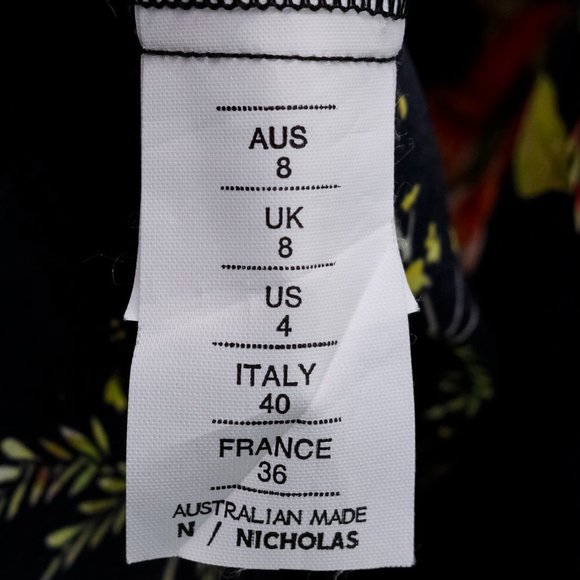 AUS
8
UK
8
US
4
ITALY
40
FRANCE
36
AUSTRALIAN MADE
N / NICHOLAS